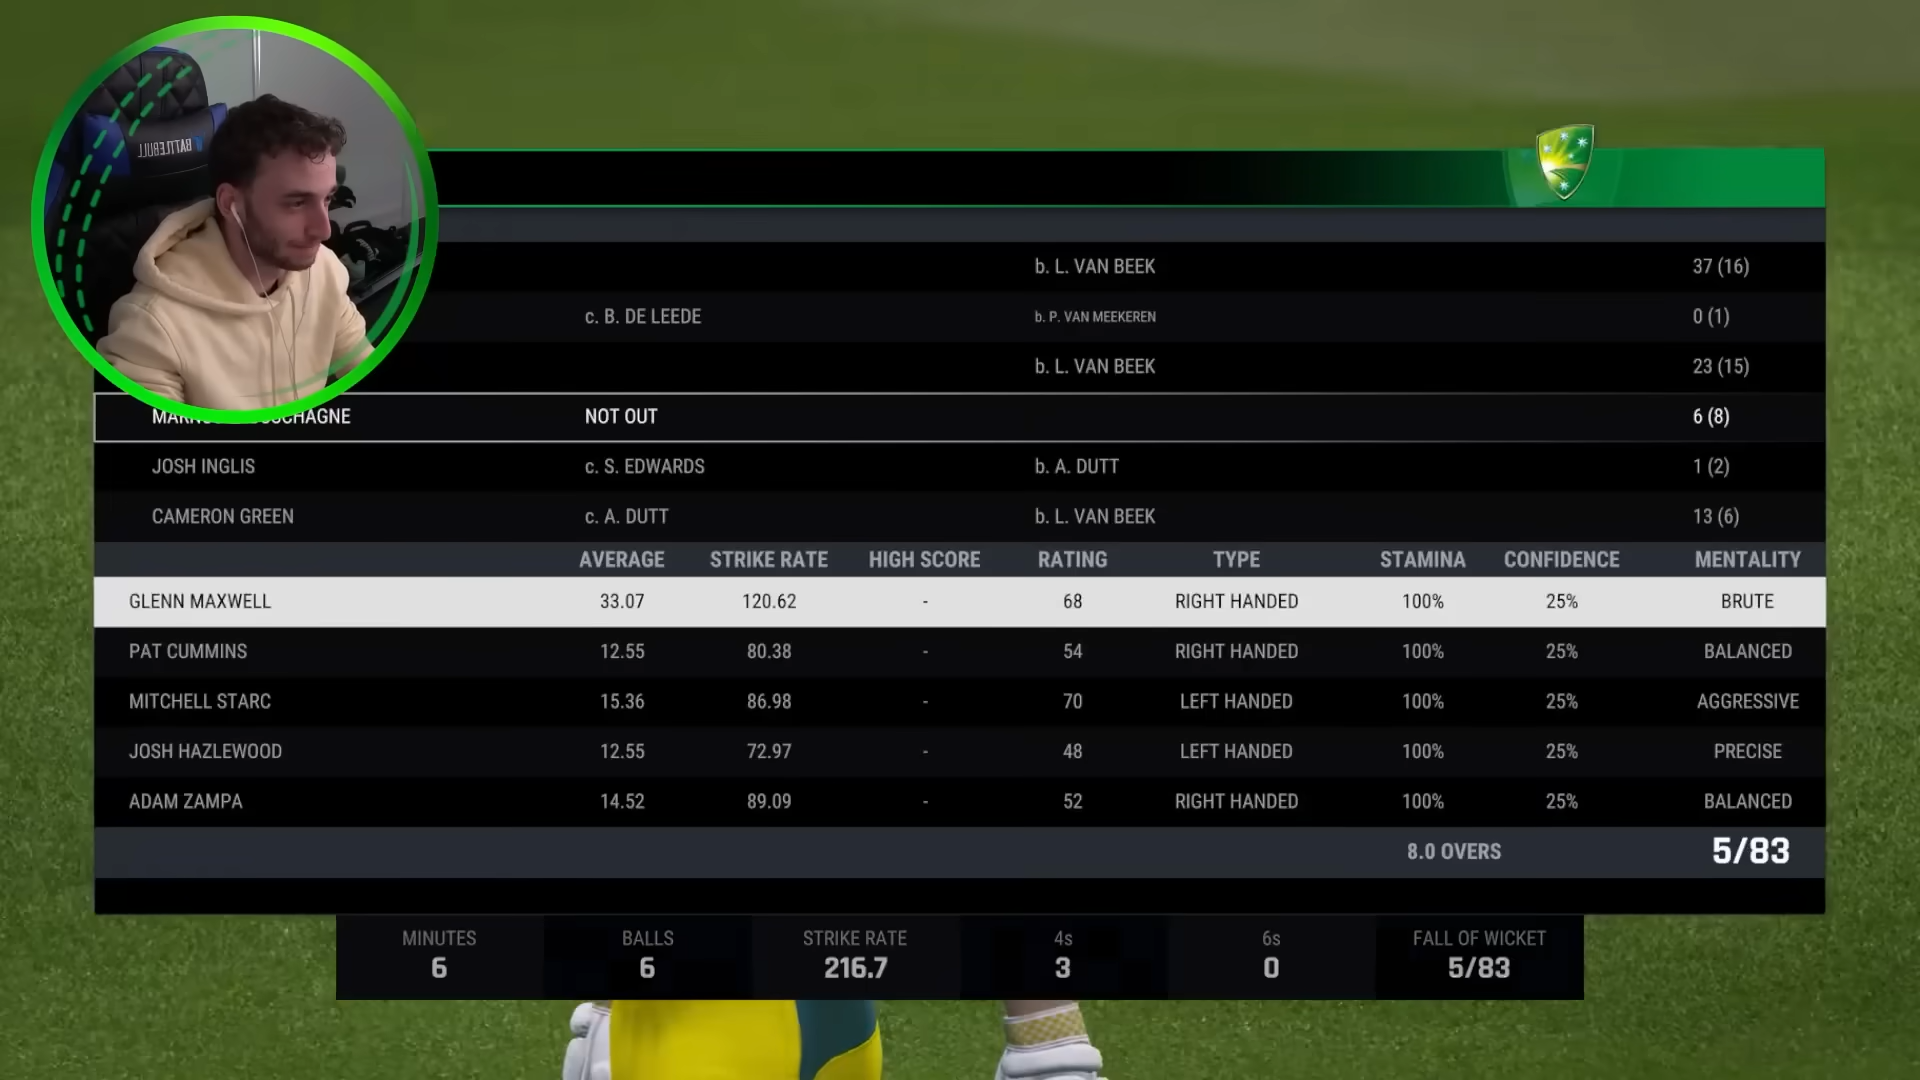 b. L. VAN BEEK 37 (16)
c. B. DE LEEDE b. P. VAN MEEKEREN 0 (1)
b. L. VAN BEEK 23 (15)
NOT OUT 6 (8)
JOSH INGLIS c. S. EDWARDS b. A. DUTT 1 (2)
CAMERON GREEN c. A. DUTT b. L. VAN BEEK 13 (6)
AVERAGE STRIKE RATE HIGH SCORE RATING TYPE STAMINA CONFIDENCE MENTALITY
GLENN MAXWELL 33.07 120.62 - 68 RIGHT HANDED 100% 25% BRUTE
PAT CUMMINS 12.55 80.38 - 54 RIGHT HANDED 100% 25% BALANCED
MITCHELL STARC 15.36 86.98 - 70 LEFT HANDED 100% 25% AGGRESSIVE
JOSH HAZLEWOOD 12.55 72.97 - 48 LEFT HANDED 100% 25% PRECISE
ADAM ZAMPA 14.52 89.09 - 52 RIGHT HANDED 100% 25% BALANCED
8.0 OVERS 5/83
MINUTES BALLS STRIKE RATE 4s 6s FALL OF WICKET
6 6 216.7 3 0 5/83
BATTLEBULL